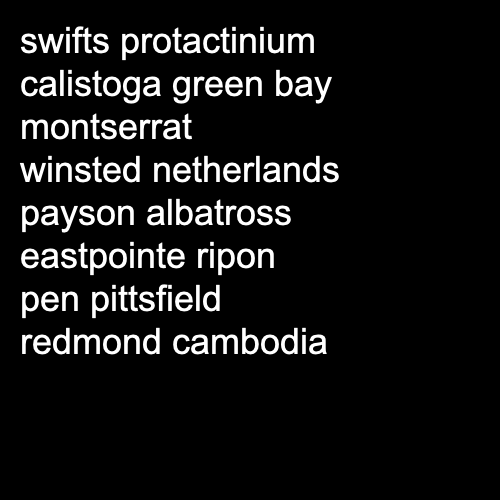 swifts protactinium
calistoga green bay
montserrat
winsted netherlands
payson albatross
eastpointe ripon
pen pittsfield
redmond cambodia